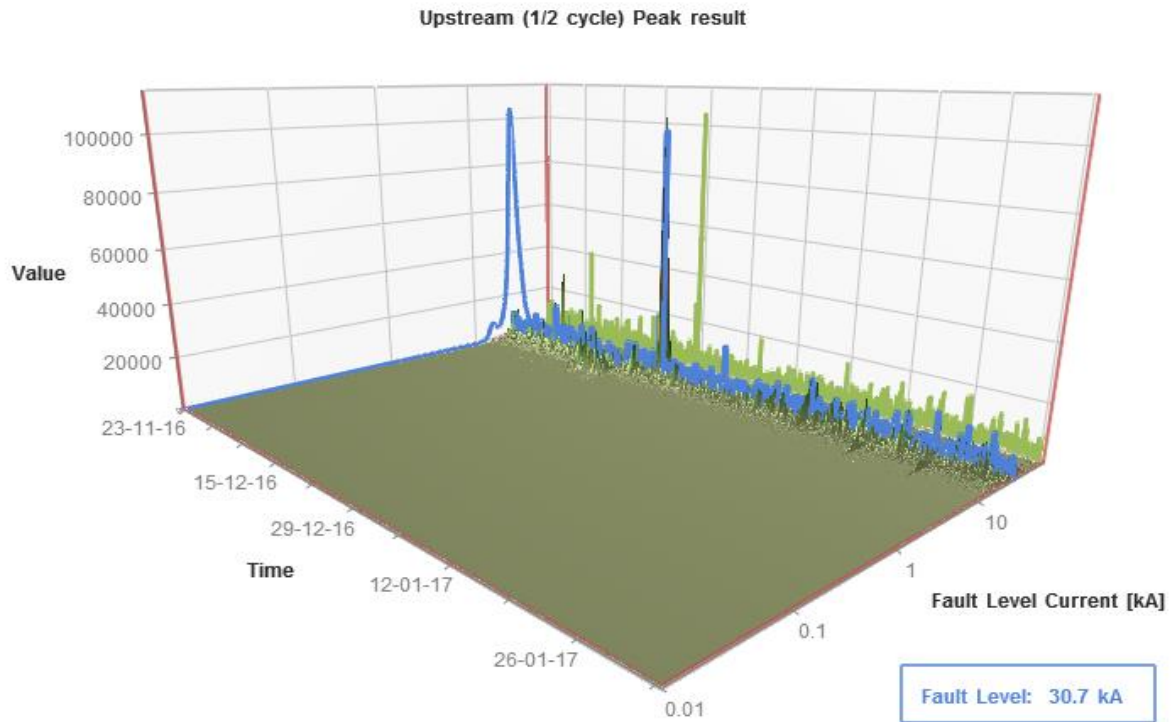 Upstream (1/2 cycle) Peak result
100000
80000
60000
40000
20000
Value
23-11-16
15-12-16
29-12-16
12-01-17
26-01-17
Time
10
1
0.1
0.01
Fault Level Current [kA]
Fault Level: 30.7 kA